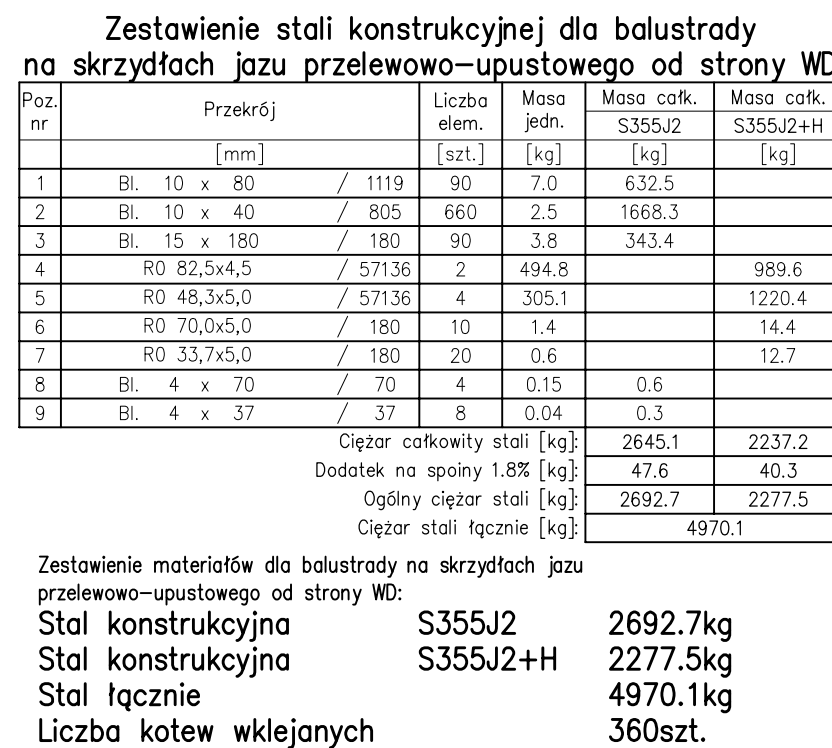 Zestawienie stali konstrukcyjnej dla balustrady
na skrzydłach jazu przelewowo-upustowego od strony WD
Poz. nr Przekrój Liczba elem. Masa jedn. Masa całk. S355J2 Masa całk. S355J2+H
[mm] [szt.] [kg] [kg] [kg]
1 Bl. 10 x 80 / 1119 90 7.0 632.5
2 Bl. 10 x 40 / 805 660 2.5 1668.3
3 Bl. 15 x 180 / 180 90 3.8 343.4
4 RO 82,5x4,5 / 57136 2 494.8 989.6
5 RO 48,3x5,0 / 57136 4 305.1 1220.4
6 RO 70,0x5,0 / 180 10 1.4 14.4
7 RO 33,7x5,0 / 180 20 0.6 12.7
8 Bl. 4 x 70 / 70 4 0.15 0.6
9 Bl. 4 x 37 / 37 8 0.04 0.3
Ciężar całkowity stali [kg]: 2645.1 2237.2
Dodatek na spoiny 1.8% [kg]: 47.6 40.3
Ogólny ciężar stali [kg]: 2692.7 2277.5
Ciężar stali łącznie [kg]: 4970.1
Zestawienie materiałów dla balustrady na skrzydłach jazu
przelewowo-upustowego od strony WD:
Stal konstrukcyjna S355J2 2692.7kg
Stal konstrukcyjna S355J2+H 2277.5kg
Stal łącznie 4970.1kg
Liczba kotew wklejanych 360szt.